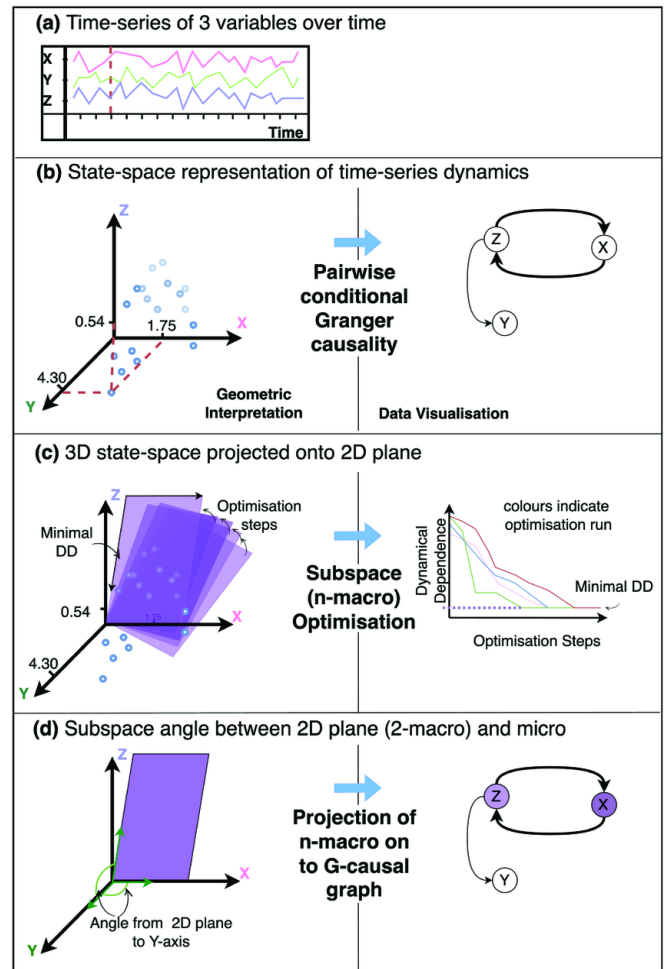 (a) Time-series of 3 variables over time
X
Y
Z
Time
(b) State-space representation of time-series dynamics
Z
0.54
1.75
X
4.30
Y
Geometric
Interpretation
Pairwise
conditional
Granger
causality
Z
X
Y
Data Visualisation
(c) 3D state-space projected onto 2D plane
Z
Optimisation
steps
Minimal
DD
0.54
1.75
X
4.30
Y
Subspace
(n-macro)
Optimisation
colours indicate
optimisation run
Dynamical
Dependence
Minimal DD
Optimisation Steps
(d) Subspace angle between 2D plane (2-macro) and micro
Z
X
Angle from 2D plane
to Y-axis
Y
Projection of
n-macro on
to G-causal
graph
Z
X
Y